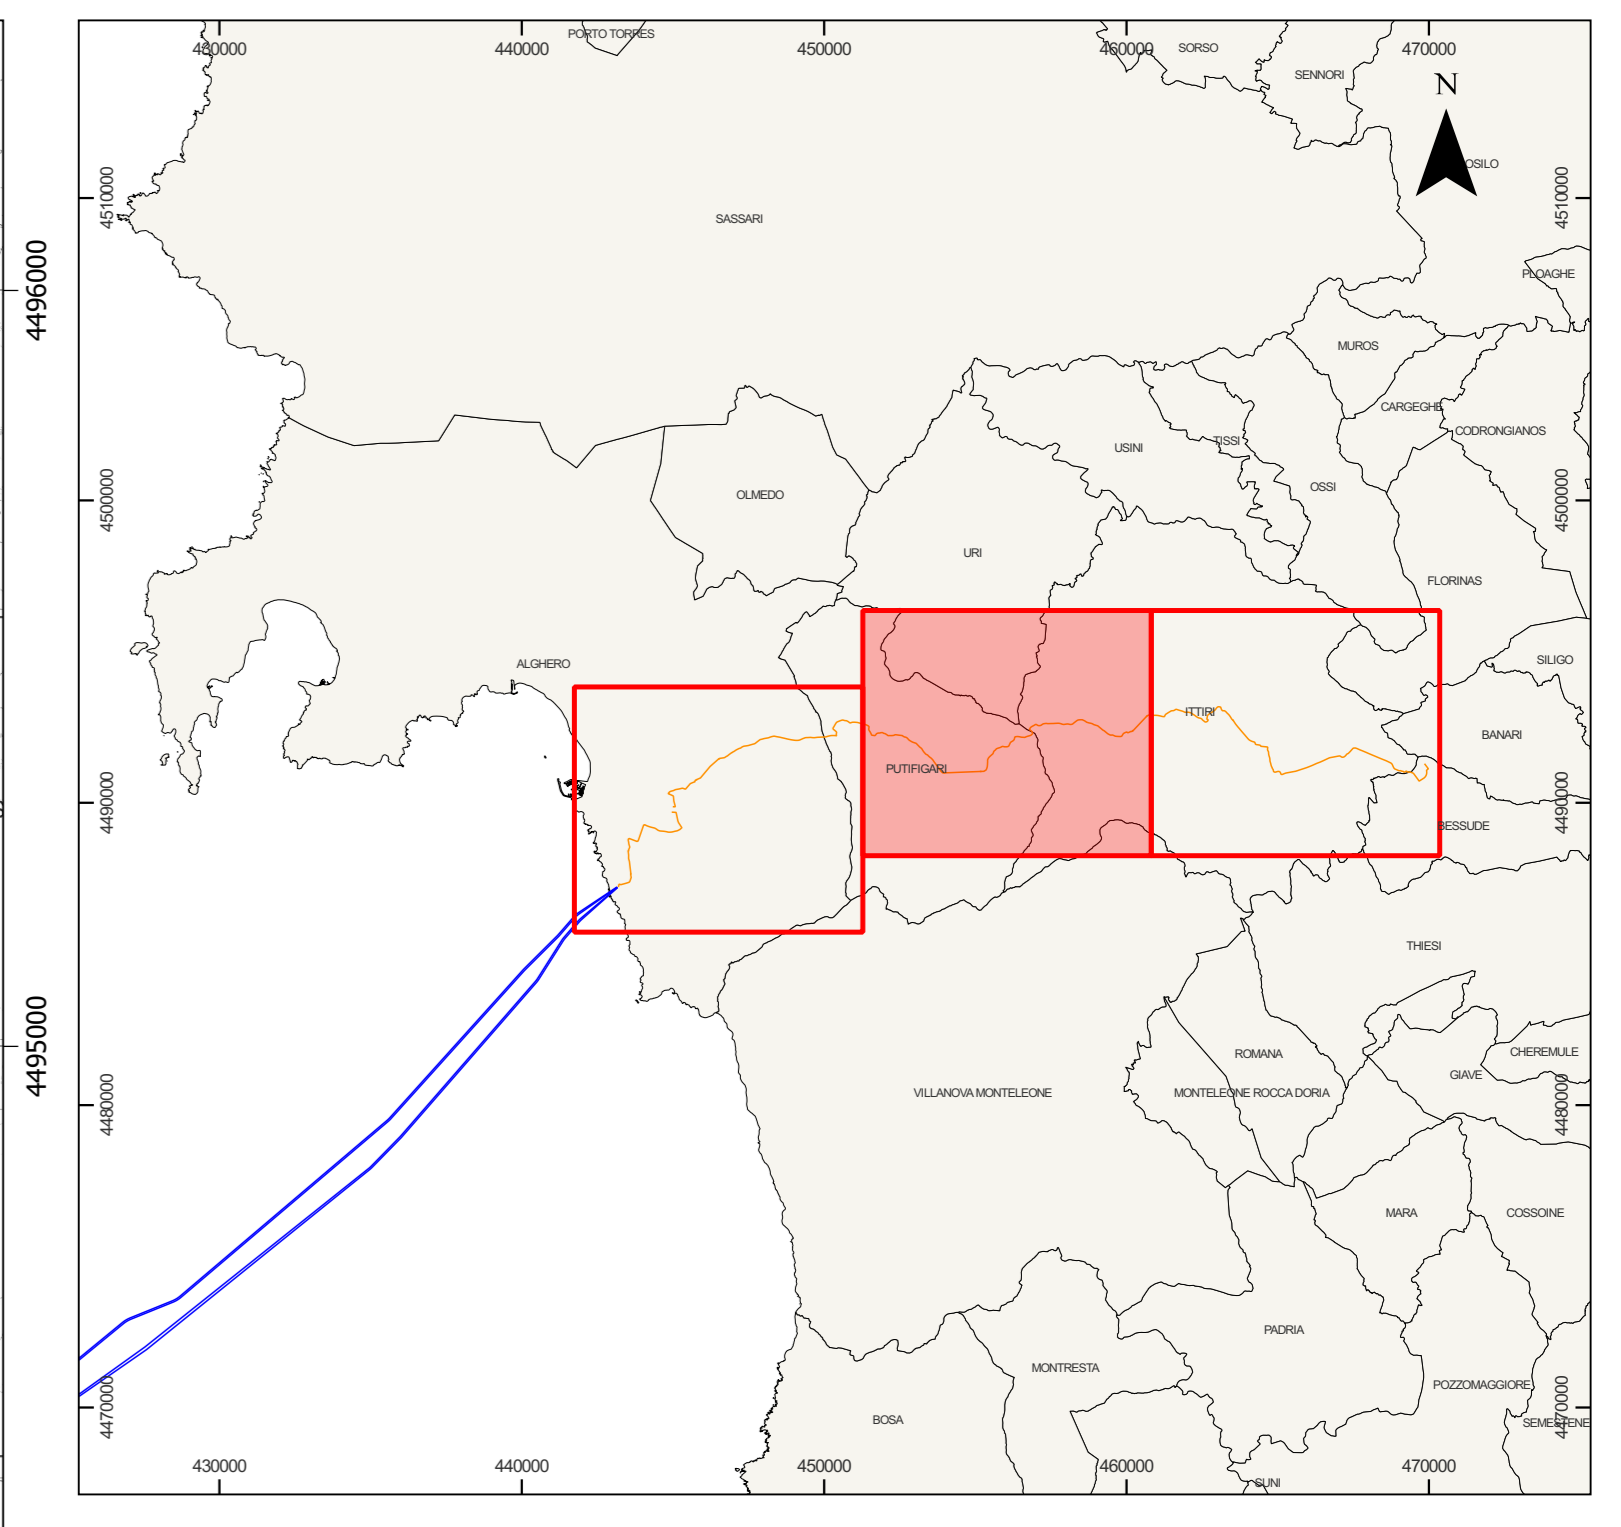 PORTO TORRES
430000 440000 450000 460000 470000
SORSO
SENNORI
N
OSILO
4510000
4510000
SASSARI
4496000
PLOAGHE
MUROS
CARGEGHE
CODRONGIANOS
TISSI
USINI
OSSI
OLMEDO
4500000
4500000
URI
FLORINAS
ALGHERO
SILIGO
ITTIRI
BANARI
PUTIFIGARI
4490000
4490000
BESSUDE
THIESI
4495000
ROMANA
CHEREMULE
GIAVE
VILLANOVA MONTELEONE
MONTELEONE ROCCA DORIA
4480000
4480000
MARA
COSSOINE
PADRIA
MONTRESTA
POZZOMAGGIORE
4470000
4470000
BOSA
SEMESTENE
430000 440000 450000 460000 470000
SUNI